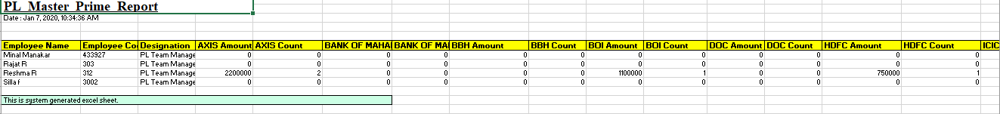 PL Master Prime Report
Date : Jan 7, 2020, 10:34:36 AM
Employee Name Employee Co Designation AXIS Amount AXIS Count BANK OF MAHA BANK OF MA BBH Amount BBH Count BOI Amount BOI Count DOC Amount DOC Count HDFC Amount HDFC Count ICIC
Minal Manakar 433927 PL Team Manage 0 0 0 0 0 0 0 0 0 0 0 0
Rajat R 303 PL Team Manage 0 0 0 0 0 0 0 0 0 0 0 0
Reshma R 312 PL Team Manage 2200000 2 0 0 0 0 1100000 1 0 0 750000 1
Silla f 3002 PL Team Manage 0 0 0 0 0 0 0 0 0 0 0 0
This is system generated excel sheet.